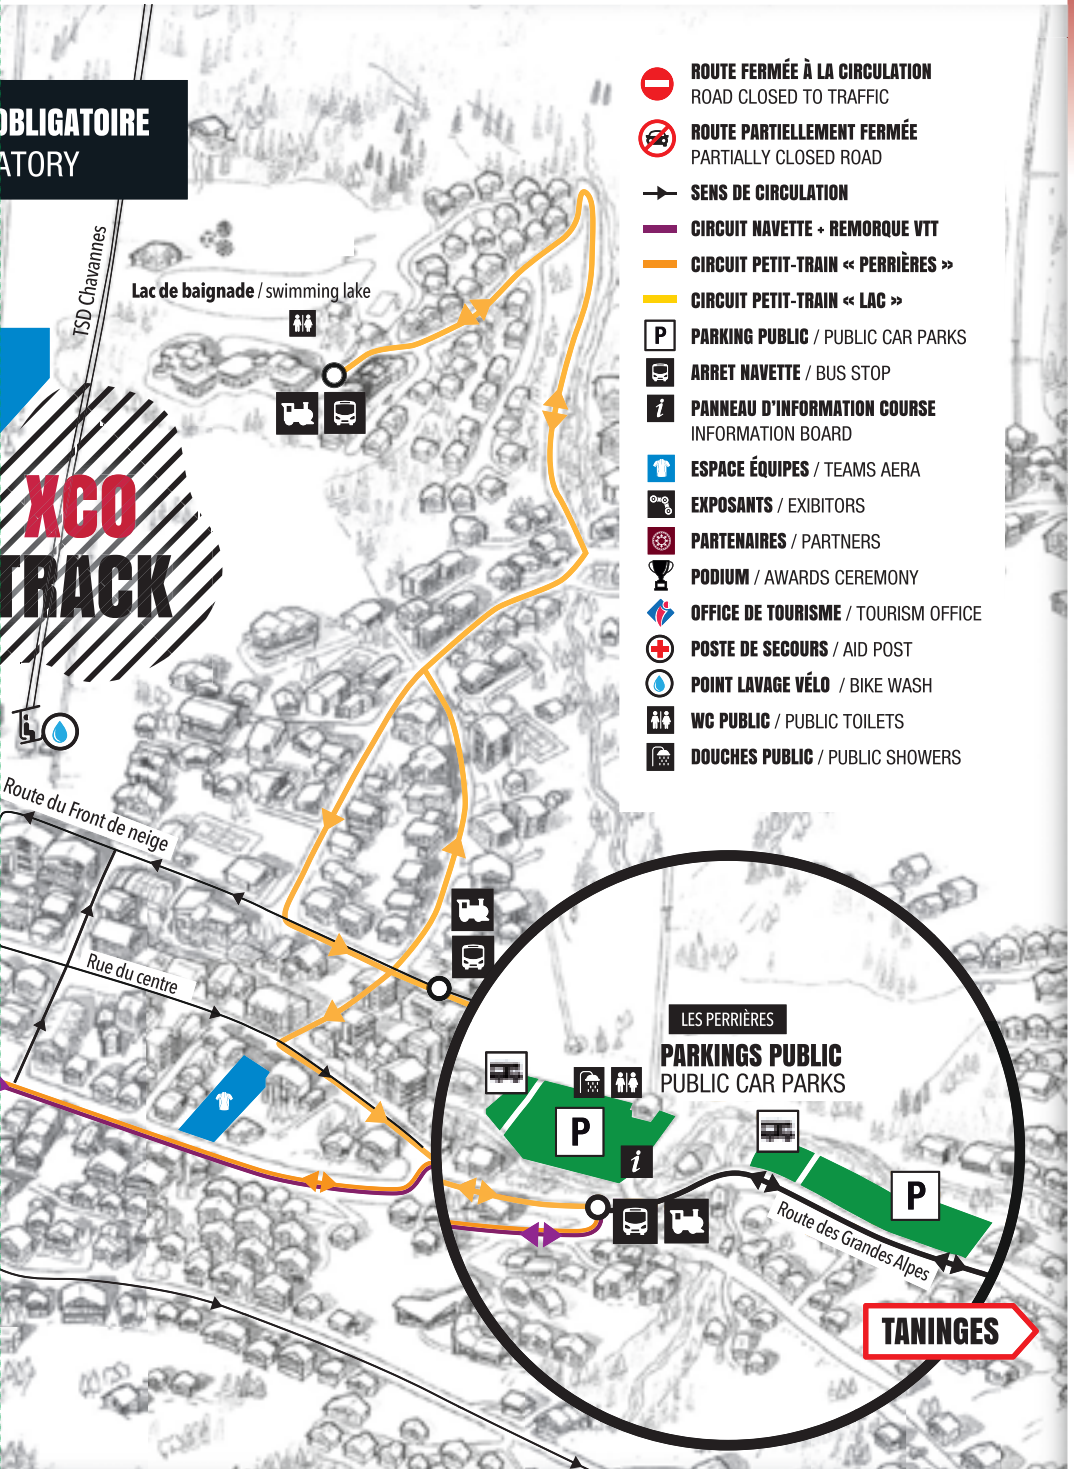 OBLIGATOIRE
ATORY
TSD Chavannes
Lac de baignade / swimming lake
XCO
TRACK
Route du Front de neige
Rue du centre
ROUTE FERMÉE À LA CIRCULATION
ROAD CLOSED TO TRAFFIC
ROUTE PARTIELLEMENT FERMÉE
PARTIALLY CLOSED ROAD
SENS DE CIRCULATION
CIRCUIT NAVETTE + REMORQUE VTT
CIRCUIT PETIT-TRAIN « PERRIÈRES »
CIRCUIT PETIT-TRAIN « LAC »
P PARKING PUBLIC / PUBLIC CAR PARKS
ARRET NAVETTE / BUS STOP
i PANNEAU D'INFORMATION COURSE
INFORMATION BOARD
ESPACE ÉQUIPES / TEAMS AERA
EXPOSANTS / EXIBITORS
PARTENAIRES / PARTNERS
PODIUM / AWARDS CEREMONY
OFFICE DE TOURISME / TOURISM OFFICE
POSTE DE SECOURS / AID POST
POINT LAVAGE VÉLO / BIKE WASH
WC PUBLIC / PUBLIC TOILETS
DOUCHES PUBLIC / PUBLIC SHOWERS
LES PERRIÈRES
PARKINGS PUBLIC
PUBLIC CAR PARKS
P
i
P
Route des Grandes Alpes
TANINGES